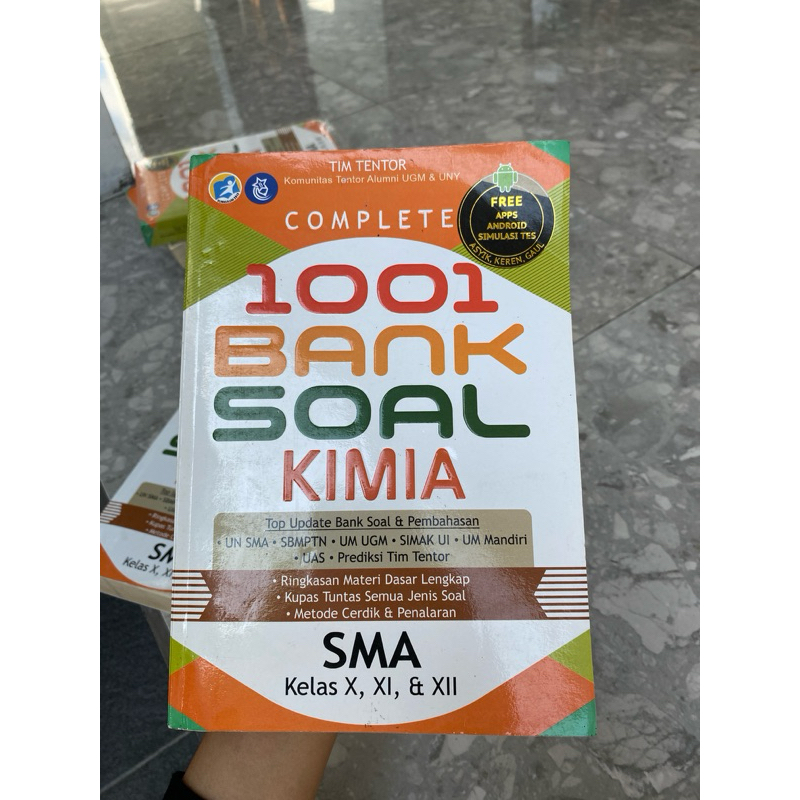 TIM TENTOR
Komunitas Tentor Alumni UGM & UNY
COMPLETE
FREE
APPS
ANDROID
SIMULASI TES
ASYIK, KEREN, GAUL
1001
BANK
SOAL
KIMIA
Top Update Bank Soal & Pembahasan
• UN SMA • SBMPTN • UM UGM • SIMAK UI • UM Mandiri
• UAS • Prediksi Tim Tentor
• Ringkasan Materi Dasar Lengkap
• Kupas Tuntas Semua Jenis Soal
• Metode Cerdik & Penalaran
SMA
Kelas X, XI, & XII
Kelas X, XI